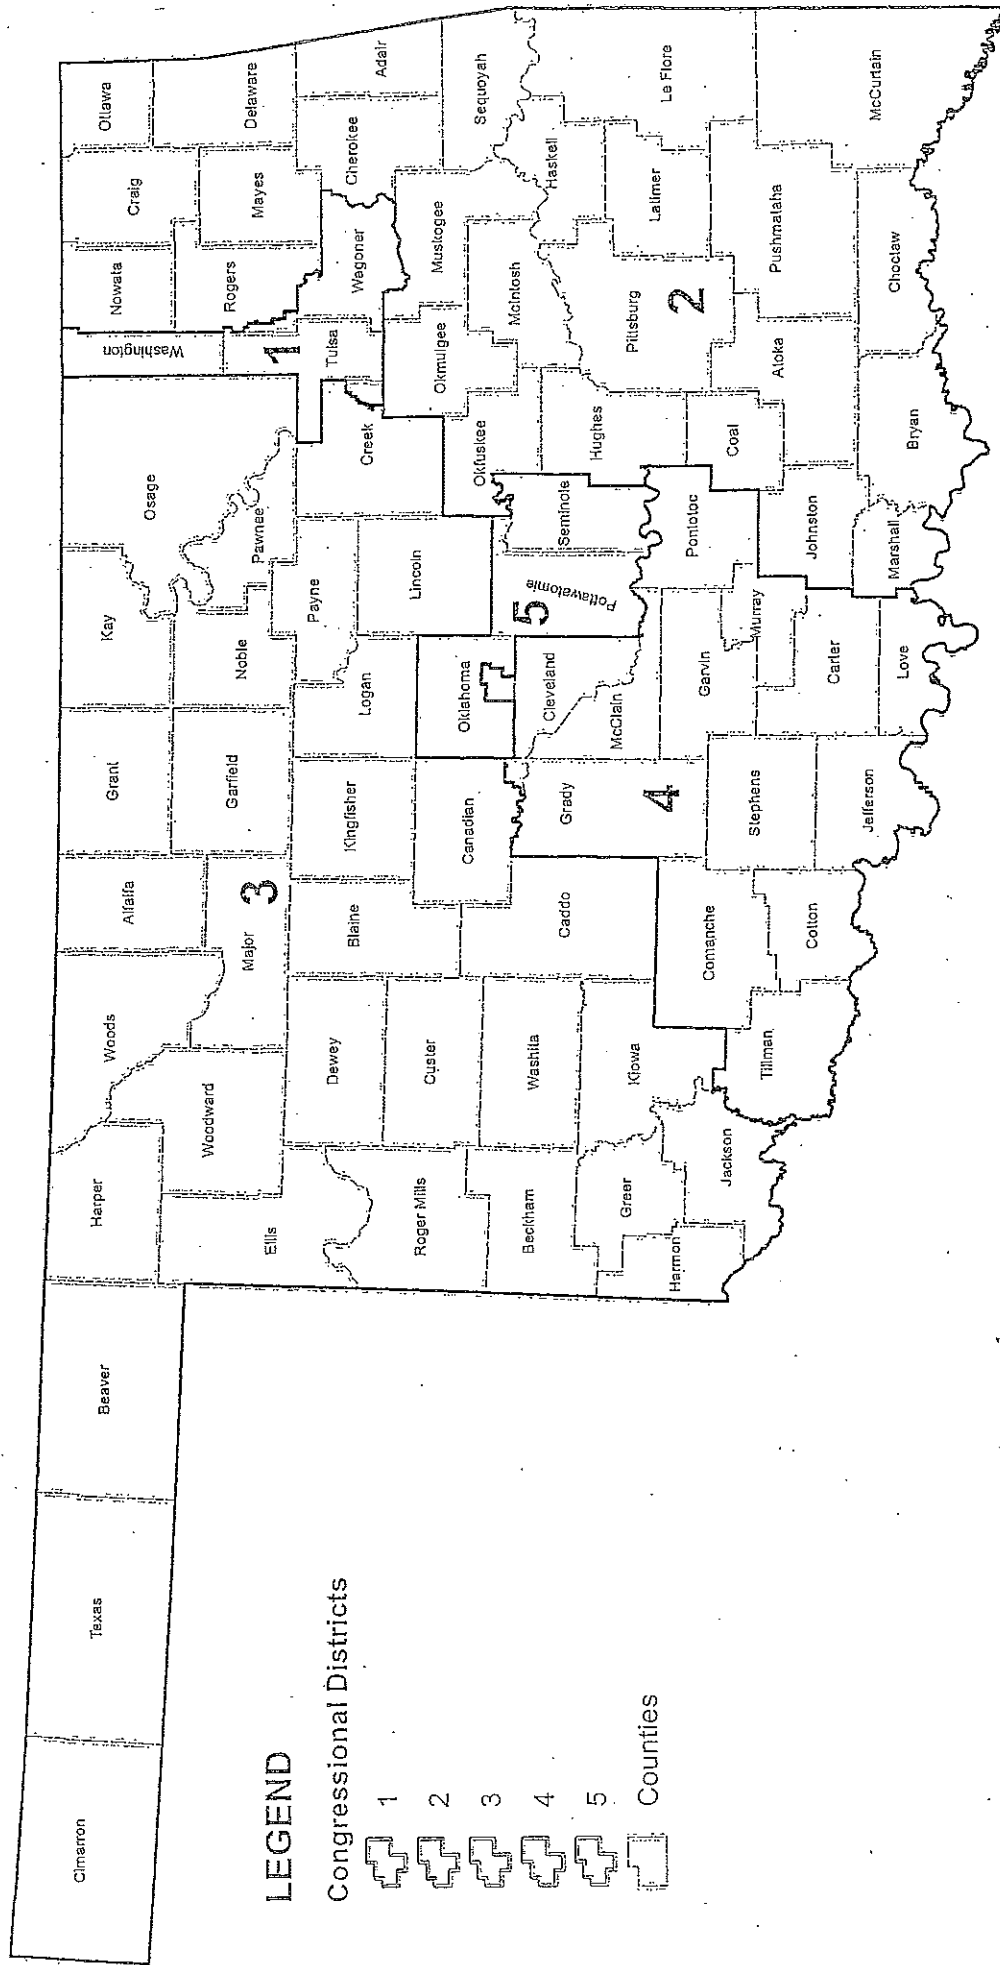 Cimarron
Texas
Beaver
Harper
Woods
Alfalfa
Grant
Kay
Osage
Washington
Nowata
Craig
Ottawa
Ellis
Woodward
Major
Garfield
Noble
Pawnee
Rogers
Mayes
Delaware
3
1
Tulsa
Wagoner
Cherokee
Adair
Roger Mills
Dewey
Blaine
Kingfisher
Logan
Payne
Creek
Custer
Canadian
Oklahoma
Lincoln
Okmulgee
Muskogee
Sequoyah
Beckham
Washita
Caddo
Grady
Cleveland
5
Pottawatomie
Seminole
Okfuskee
McIntosh
Haskell
McClain
Hughes
Pittsburg
Latimer
Le Flore
Greer
Kiowa
4
2
Harmon
Jackson
Comanche
Garvin
Pontotoc
Coal
Tillman
Stephens
Murray
Atoka
Pushmataha
Cotton
Jefferson
Carter
Johnston
McCurtain
Love
Marshall
Bryan
Choctaw
LEGEND
Congressional Districts
1
2
3
4
5
Counties